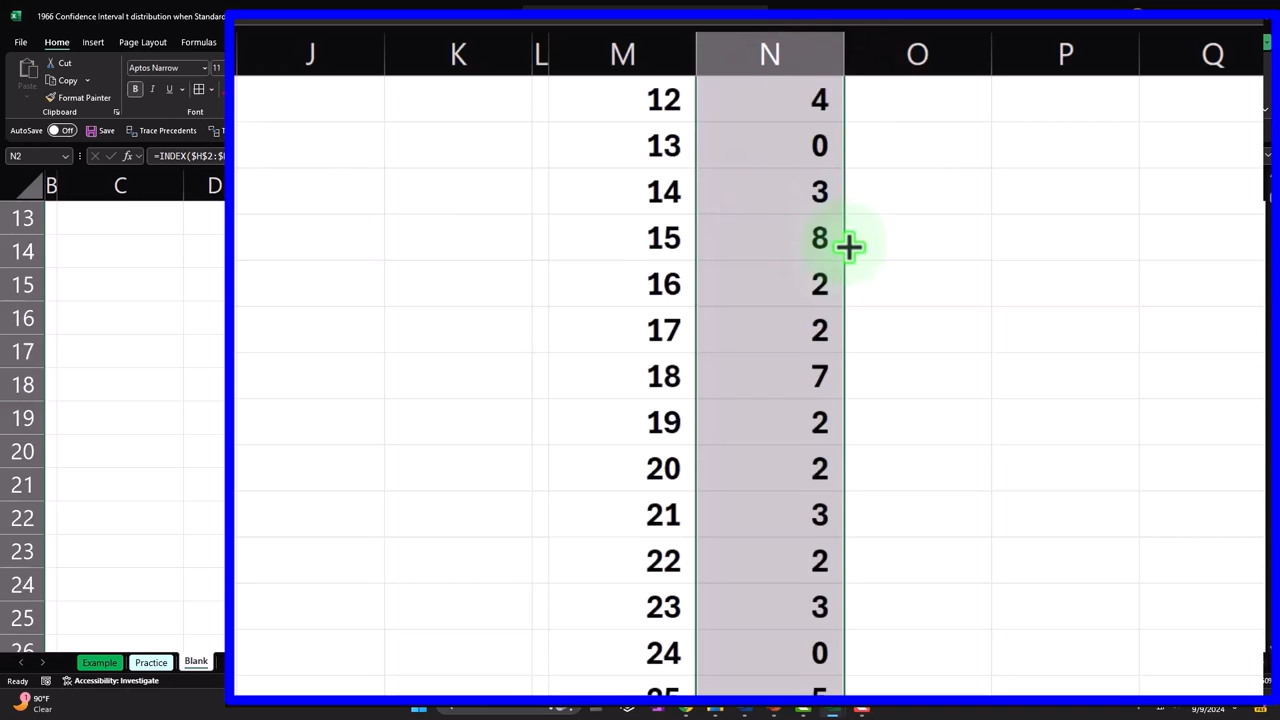 1966 Confidence Interval t distribution when Standar
File Home Insert Page Layout Formulas
Cut
Copy
Format Painter
Paste
Clipboard
Aptos Narrow 11
B I U
Font
AutoSave Off Save Trace Precedents
N2 fx =INDEX($H$2:$
B C D
13
14
15
16
17
18
19
20
21
22
23
24
25
J K L M N O P Q
12 4
13 0
14 3
15 8
16 2
17 2
18 7
19 2
20 2
21 3
22 2
23 3
24 0
Example Practice Blank
Ready Accessibility: Investigate
1 90°F
Clear
9/9/2024